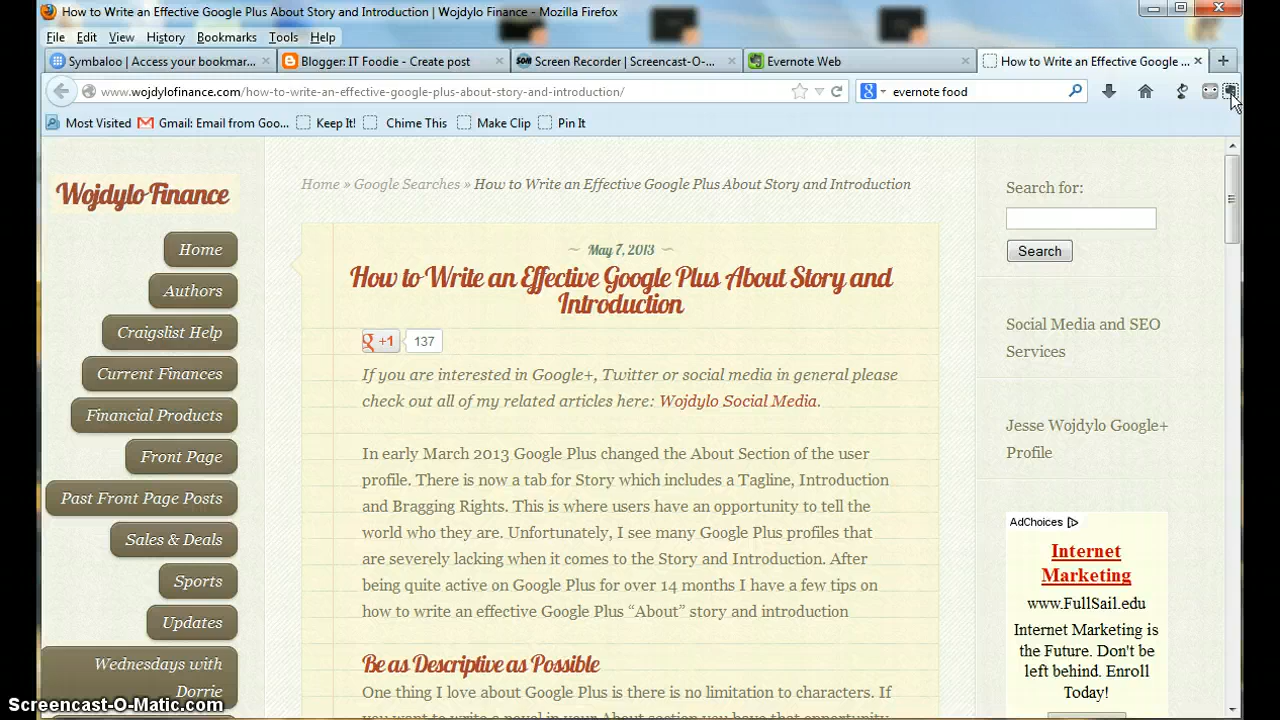 How to Write an Effective Google Plus About Story and Introduction | Wojdylo Finance - Mozilla Firefox
File Edit View History Bookmarks Tools Help
Symbaloo | Access your bookmar... Blogger: IT Foodie - Create post Screen Recorder | Screencast-O-... Evernote Web How to Write an Effective Google ...
www.wojdylofinance.com/how-to-write-an-effective-google-plus-about-story-and-introduction/ evernote food
Most Visited Gmail: Email from Goo... Keep It! Chime This Make Clip Pin It
Wojdylo Finance
Home
Authors
Craigslist Help
Current Finances
Financial Products
Front Page
Past Front Page Posts
Sales & Deals
Sports
Updates
Wednesdays with
Dorrie
Home » Google Searches » How to Write an Effective Google Plus About Story and Introduction
May 7, 2013
How to Write an Effective Google Plus About Story and
Introduction
+1 137
If you are interested in Google+, Twitter or social media in general please
check out all of my related articles here: Wojdylo Social Media.
In early March 2013 Google Plus changed the About Section of the user
profile. There is now a tab for Story which includes a Tagline, Introduction
and Bragging Rights. This is where users have an opportunity to tell the
world who they are. Unfortunately, I see many Google Plus profiles that
are severely lacking when it comes to the Story and Introduction. After
being quite active on Google Plus for over 14 months I have a few tips on
how to write an effective Google Plus “About” story and introduction
Be as Descriptive as Possible
One thing I love about Google Plus is there is no limitation to characters. If
you want to write a novel in your About section you have that opportunity
Search for:
Search
Social Media and SEO
Services
Jesse Wojdylo Google+
Profile
AdChoices
Internet
Marketing
www.FullSail.edu
Internet Marketing is
the Future. Don't be
left behind. Enroll
Today!
Screencast-O-Matic.com